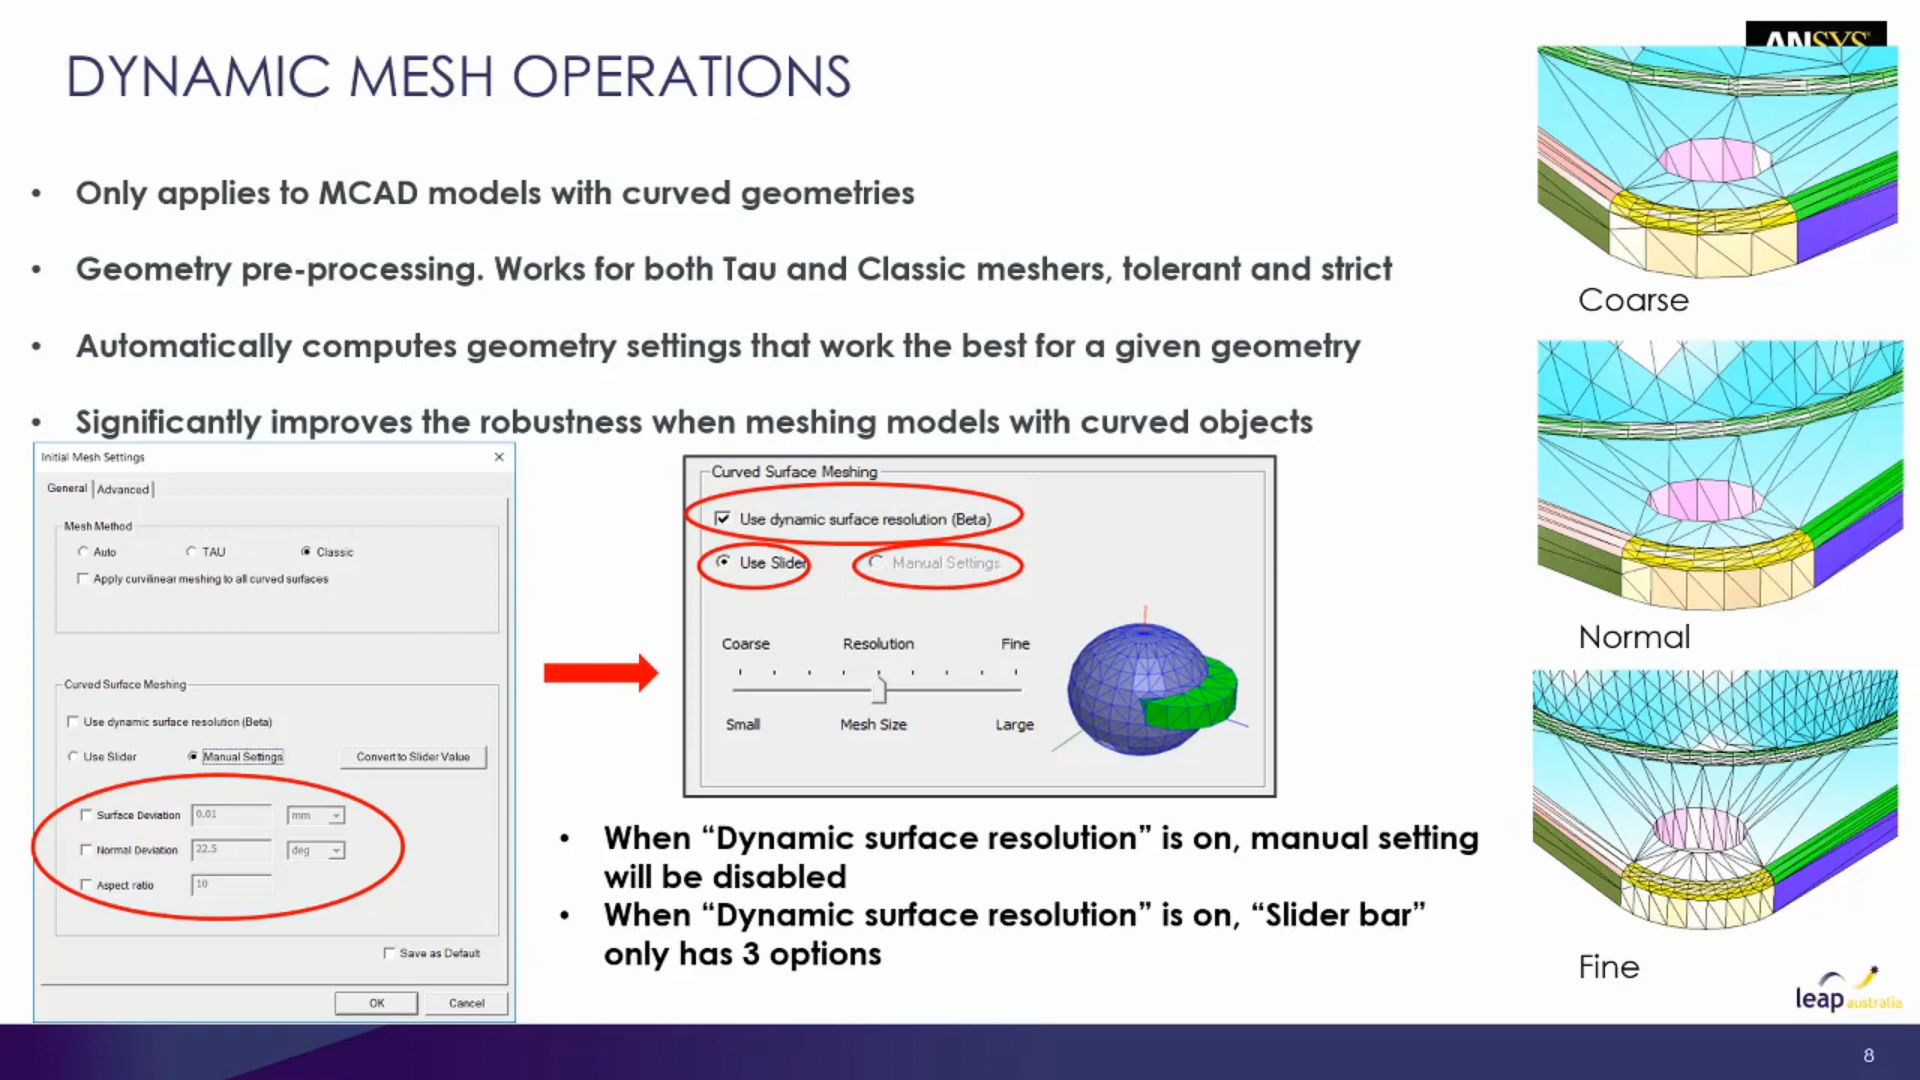 DYNAMIC MESH OPERATIONS
ANSYS
• Only applies to MCAD models with curved geometries
• Geometry pre-processing. Works for both Tau and Classic meshers, tolerant and strict
• Automatically computes geometry settings that work the best for a given geometry
• Significantly improves the robustness when meshing models with curved objects
Initial Mesh Settings
General Advanced
Mesh Method
Auto TAU Classic
Apply curvilinear meshing to all curved surfaces
Curved Surface Meshing
Use dynamic surface resolution (Beta)
Use Slider Manual Settings Convert to Slider Value
Surface Deviation 0.01 mm
Normal Deviation 22.5 deg
Aspect ratio 10
Save as Default
OK Cancel
Curved Surface Meshing
Use dynamic surface resolution (Beta)
Use Slider Manual Settings
Coarse Resolution Fine
Small Mesh Size Large
• When “Dynamic surface resolution” is on, manual setting
will be disabled
• When “Dynamic surface resolution” is on, “Slider bar”
only has 3 options
Coarse
Normal
Fine
leap australia
8